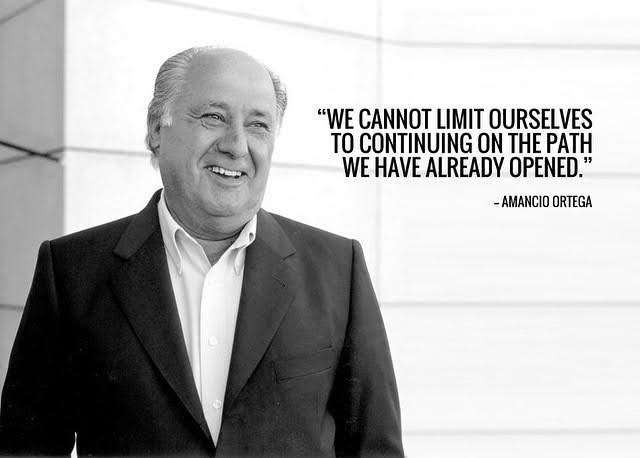 “WE CANNOT LIMIT OURSELVES
TO CONTINUING ON THE PATH
WE HAVE ALREADY OPENED.”
– AMANCIO ORTEGA